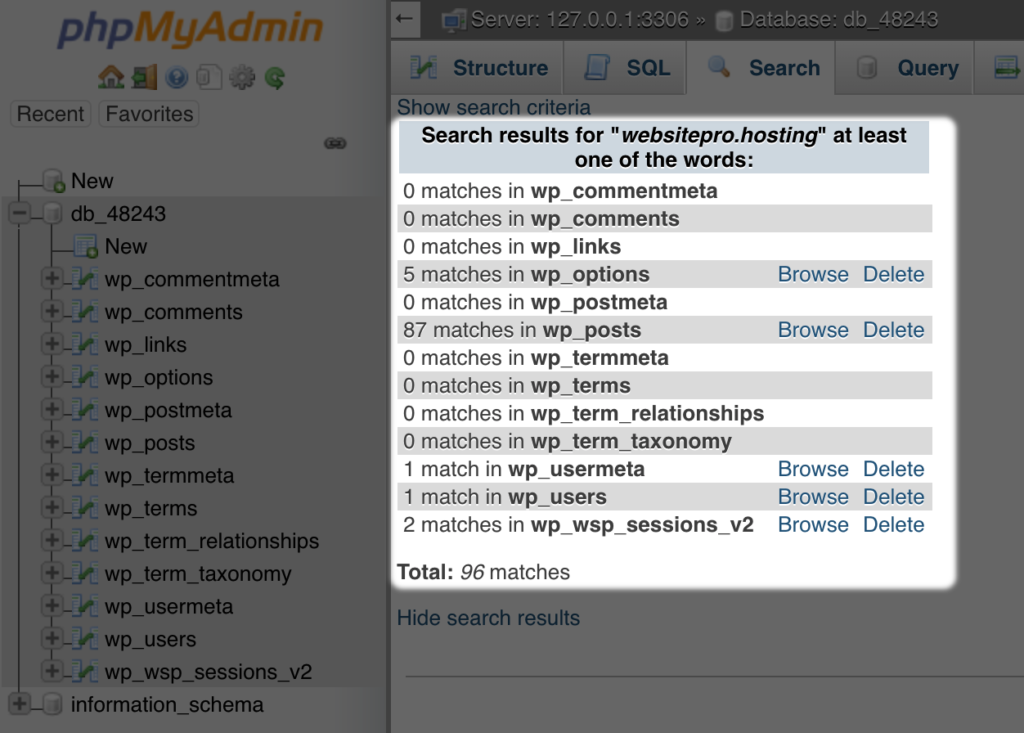 phpMyAdmin
Recent Favorites
New
db_48243
New
wp_commentmeta
wp_comments
wp_links
wp_options
wp_postmeta
wp_posts
wp_termmeta
wp_terms
wp_term_relationships
wp_term_taxonomy
wp_usermeta
wp_users
wp_wsp_sessions_v2
information_schema
Server: 127.0.0.1:3306 » Database: db_48243
Structure SQL Search Query
Show search criteria
Search results for "websitepro.hosting" at least
one of the words:
0 matches in wp_commentmeta
0 matches in wp_comments
0 matches in wp_links
5 matches in wp_options Browse Delete
0 matches in wp_postmeta
87 matches in wp_posts Browse Delete
0 matches in wp_termmeta
0 matches in wp_terms
0 matches in wp_term_relationships
0 matches in wp_term_taxonomy
1 match in wp_usermeta Browse Delete
1 match in wp_users Browse Delete
2 matches in wp_wsp_sessions_v2 Browse Delete
Total: 96 matches
Hide search results